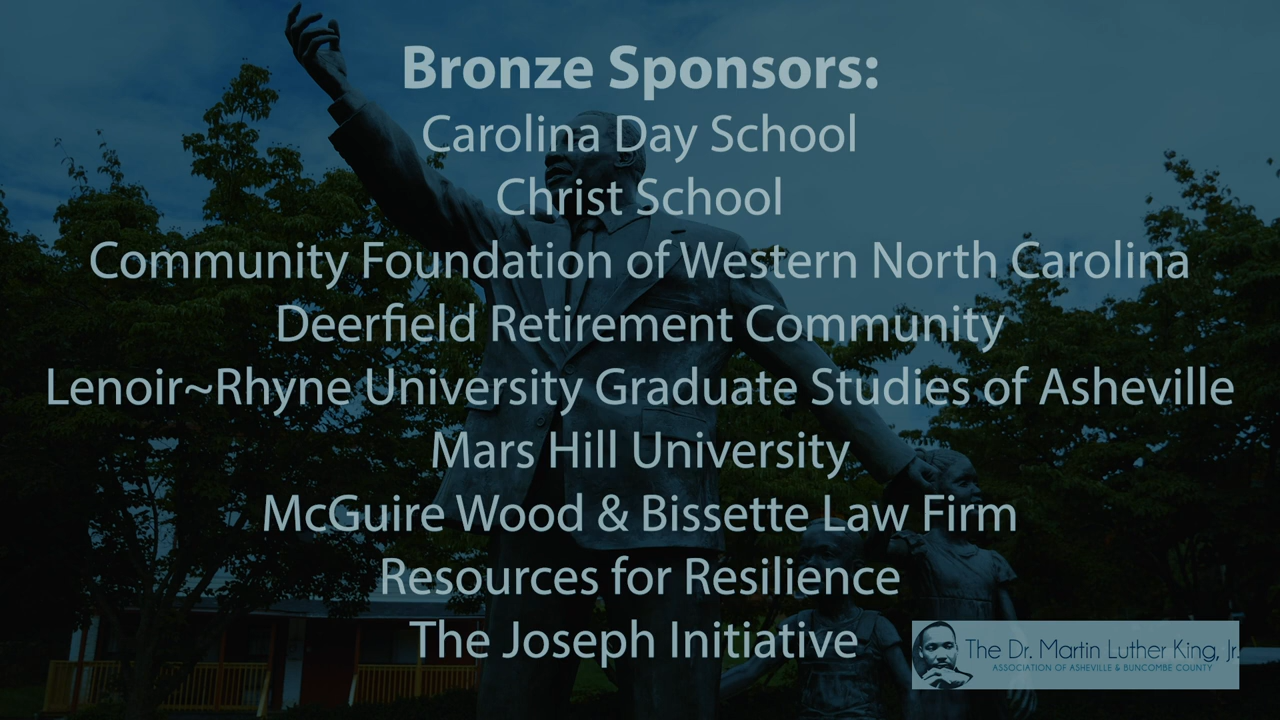 Bronze Sponsors:
Carolina Day School
Christ School
Community Foundation of Western North Carolina
Deerfield Retirement Community
Lenoir~Rhyne University Graduate Studies of Asheville
Mars Hill University
McGuire Wood & Bissette Law Firm
Resources for Resilience
The Joseph Initiative
The Dr. Martin Luther King, Jr.
ASSOCIATION OF ASHEVILLE & BUNCOMBE COUNTY